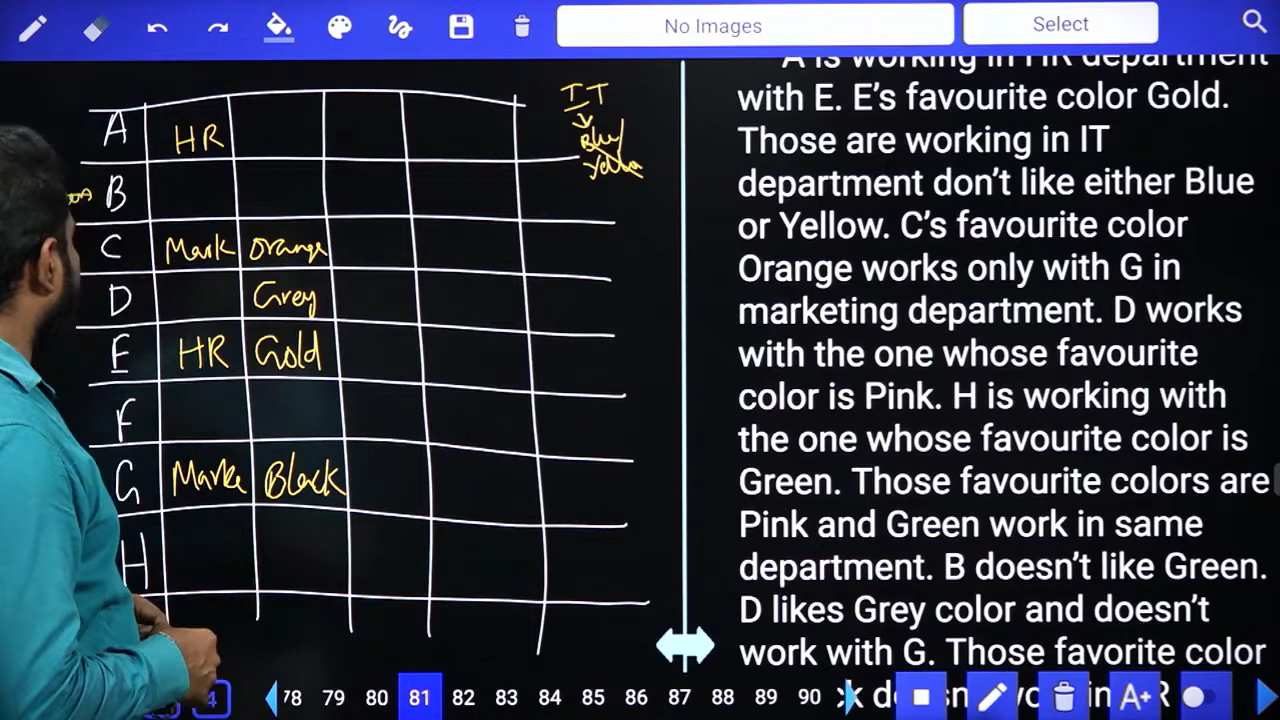 No Images
Select
A is working in HR department
with E. E's favourite color Gold.
Those are working in IT
department don't like either Blue
or Yellow. C's favourite color
Orange works only with G in
marketing department. D works
with the one whose favourite
color is Pink. H is working with
the one whose favourite color is
Green. Those favourite colors are
Pink and Green work in same
department. B doesn't like Green.
D likes Grey color and doesn't
work with G. Those favorite color
IT
Blue/
Yellow
A HR
B
C Mark Orange
D Grey
E HR Gold
F
G Marke Black
H
4 78 79 80 81 82 83 84 85 86 87 88 89 90 A+